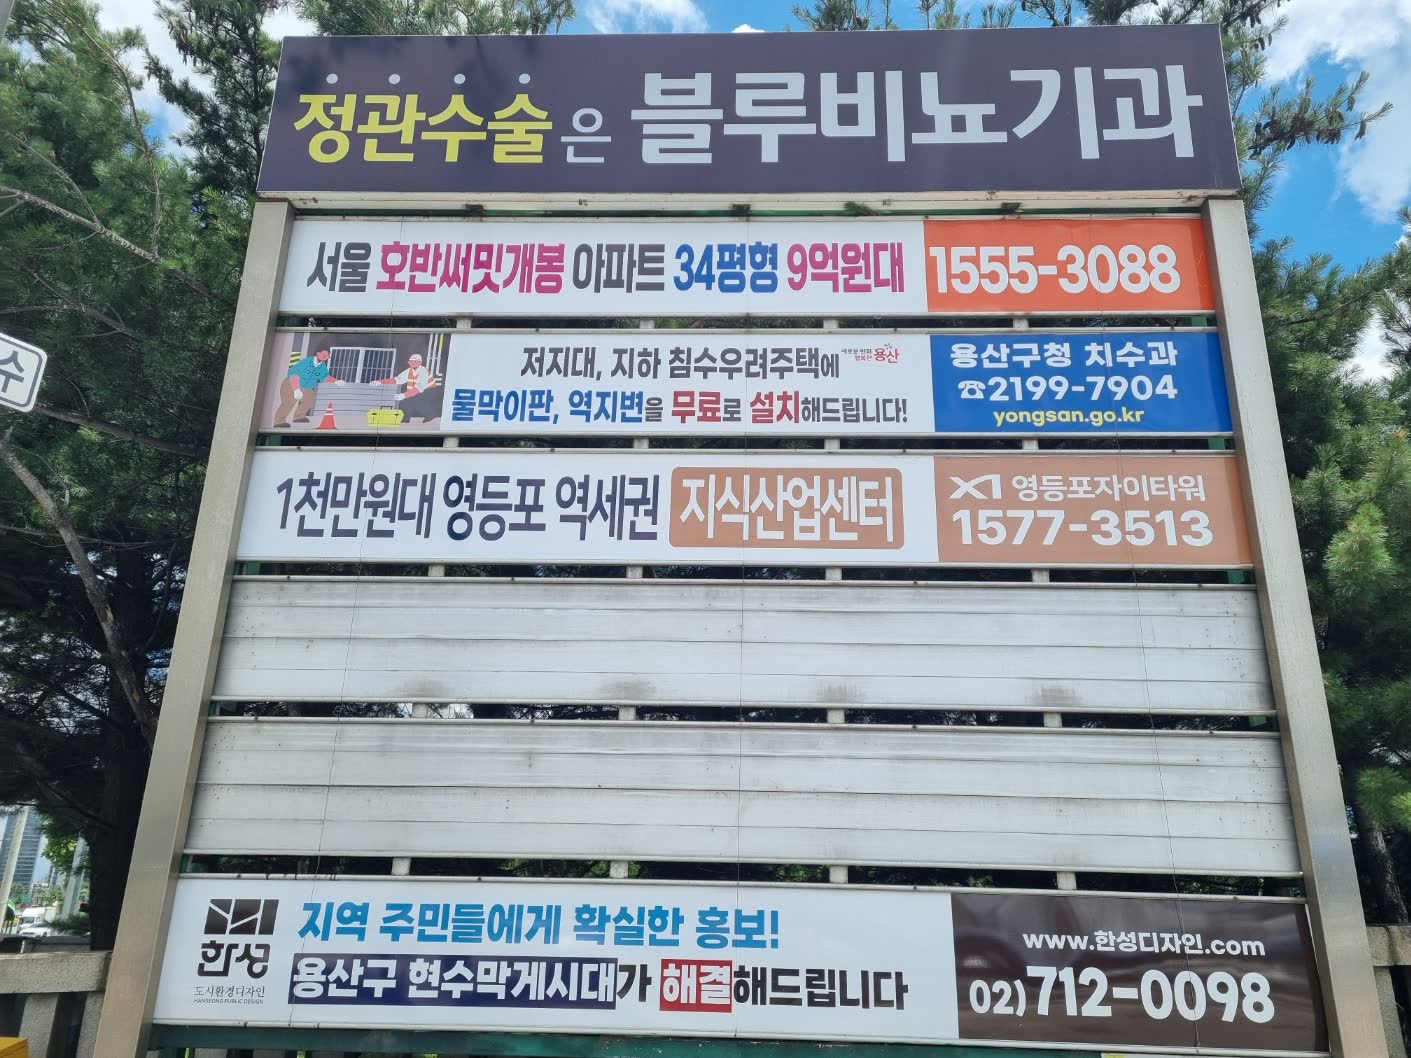 정관수술은 블루비뇨기과
서울 호반써밋개봉 아파트 34평형 9억원대 1555-3088
저지대, 지하 침수우려주택에
물막이판, 역지변을 무료로 설치해드립니다!
용산
용산구청 치수과
☎2199-7904
yongsan.go.kr
1천만원대 영등포 역세권 지식산업센터
XI 영등포자이타워
1577-3513
수
한성
도시환경디자인
HANSEONG PUBLIC DESIGN
지역 주민들에게 확실한 홍보!
용산구 현수막게시대가 해결해드립니다
www.한성디자인.com
02)712-0098